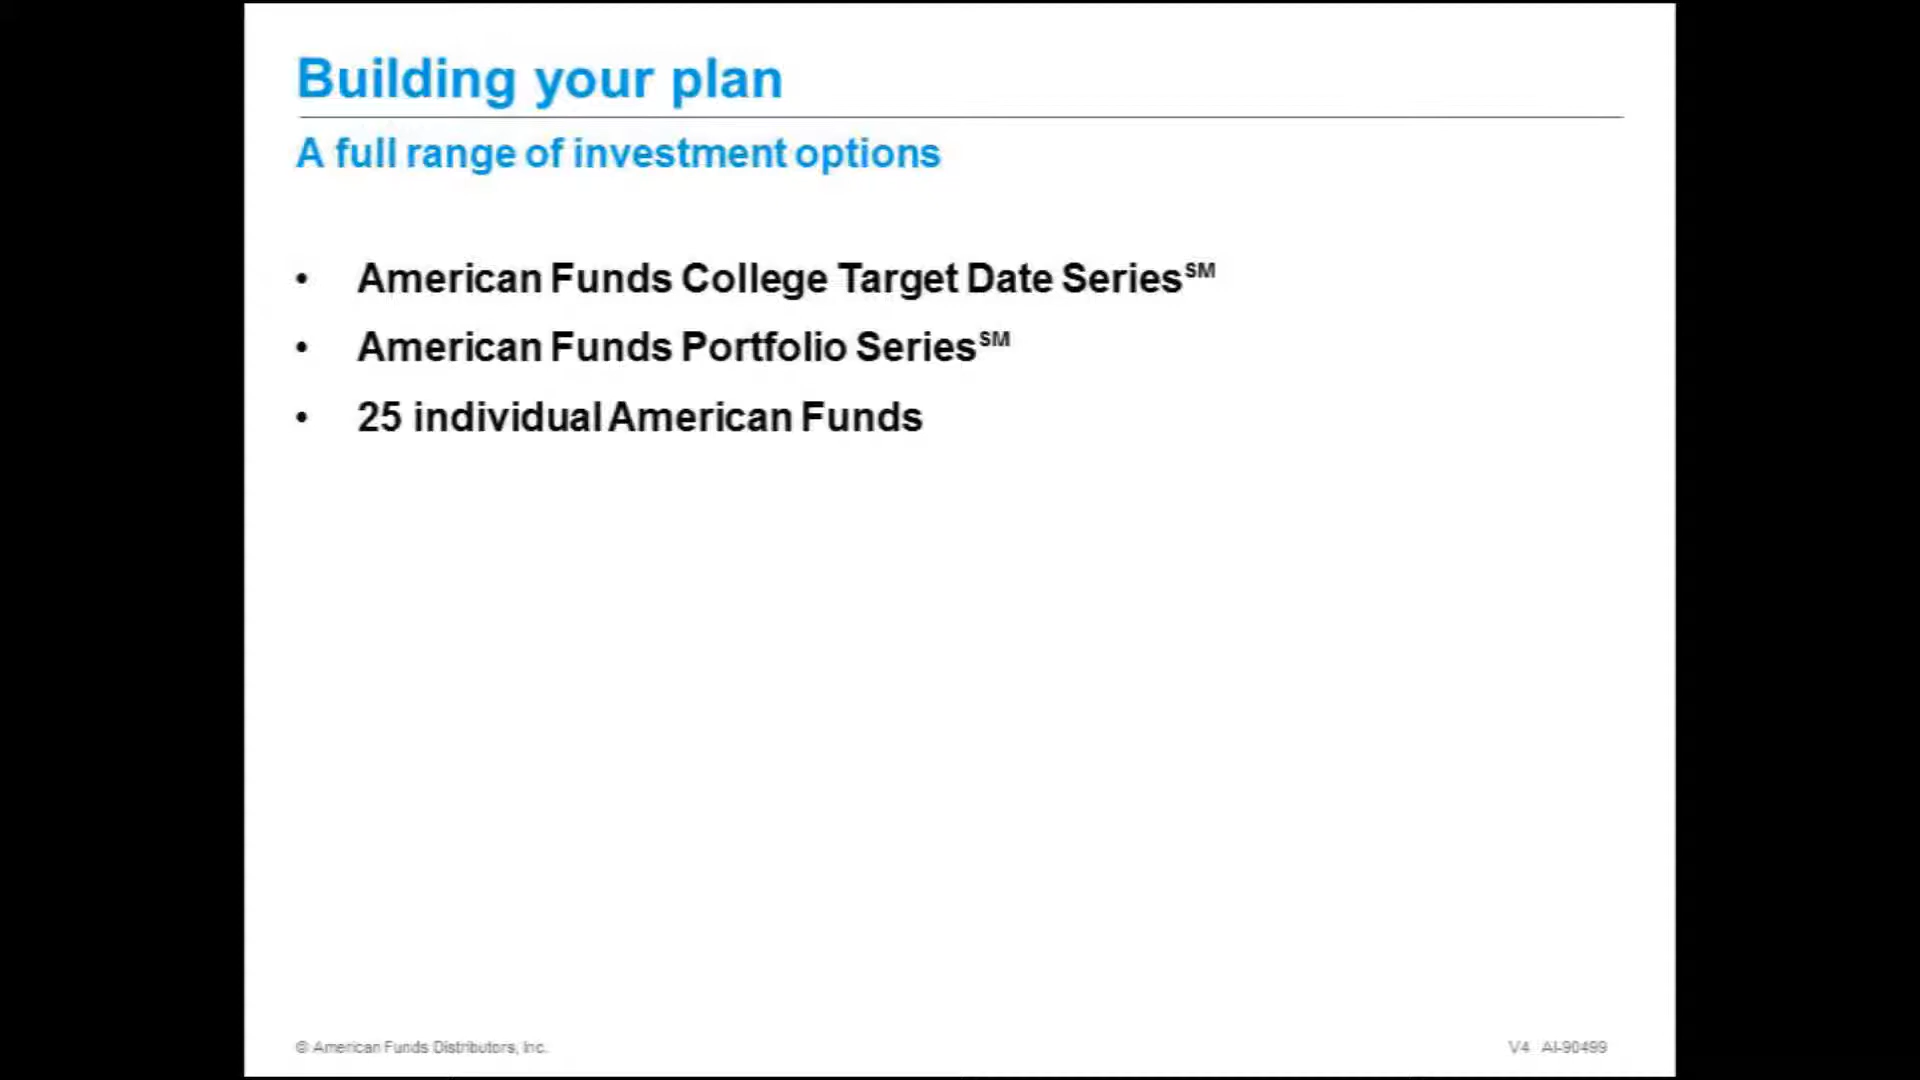 Building your plan
A full range of investment options
• American Funds College Target Date Series℠
• American Funds Portfolio Series℠
• 25 individual American Funds
© American Funds Distributors, Inc.
V4 AI-90499